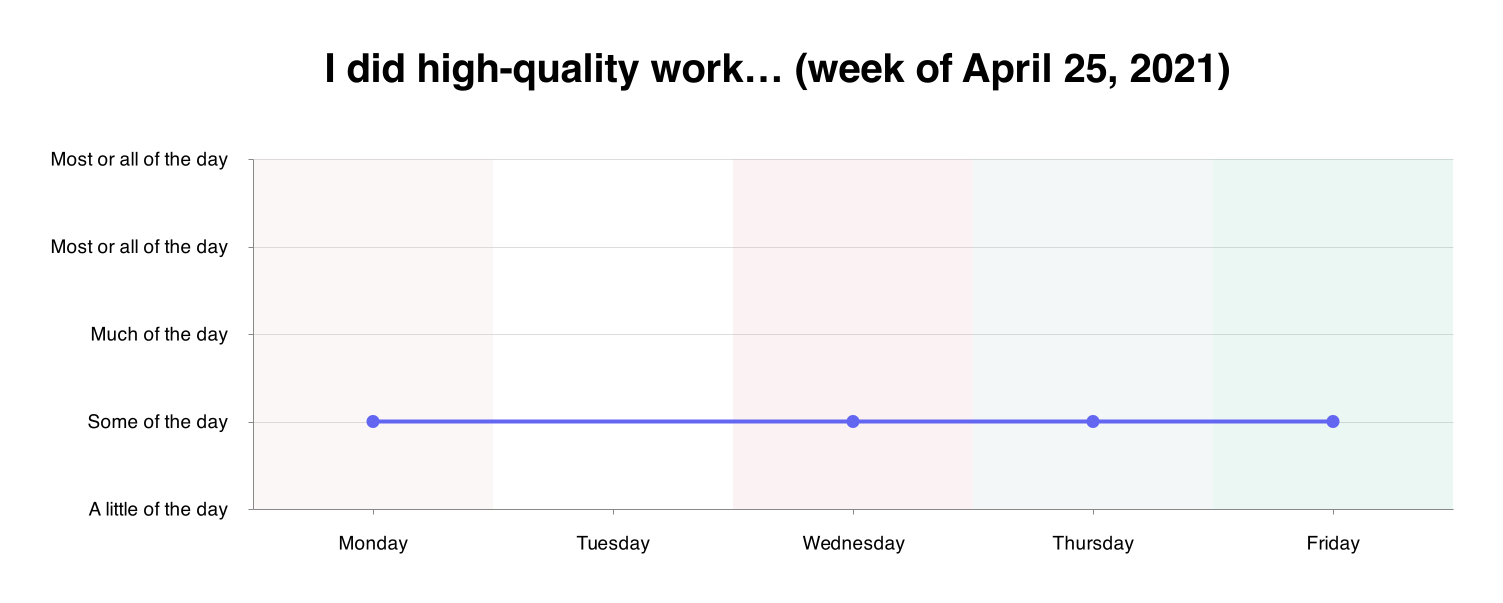 I did high-quality work… (week of April 25, 2021)
Most or all of the day
Most or all of the day
Much of the day
Some of the day
A little of the day
Monday Tuesday Wednesday Thursday Friday